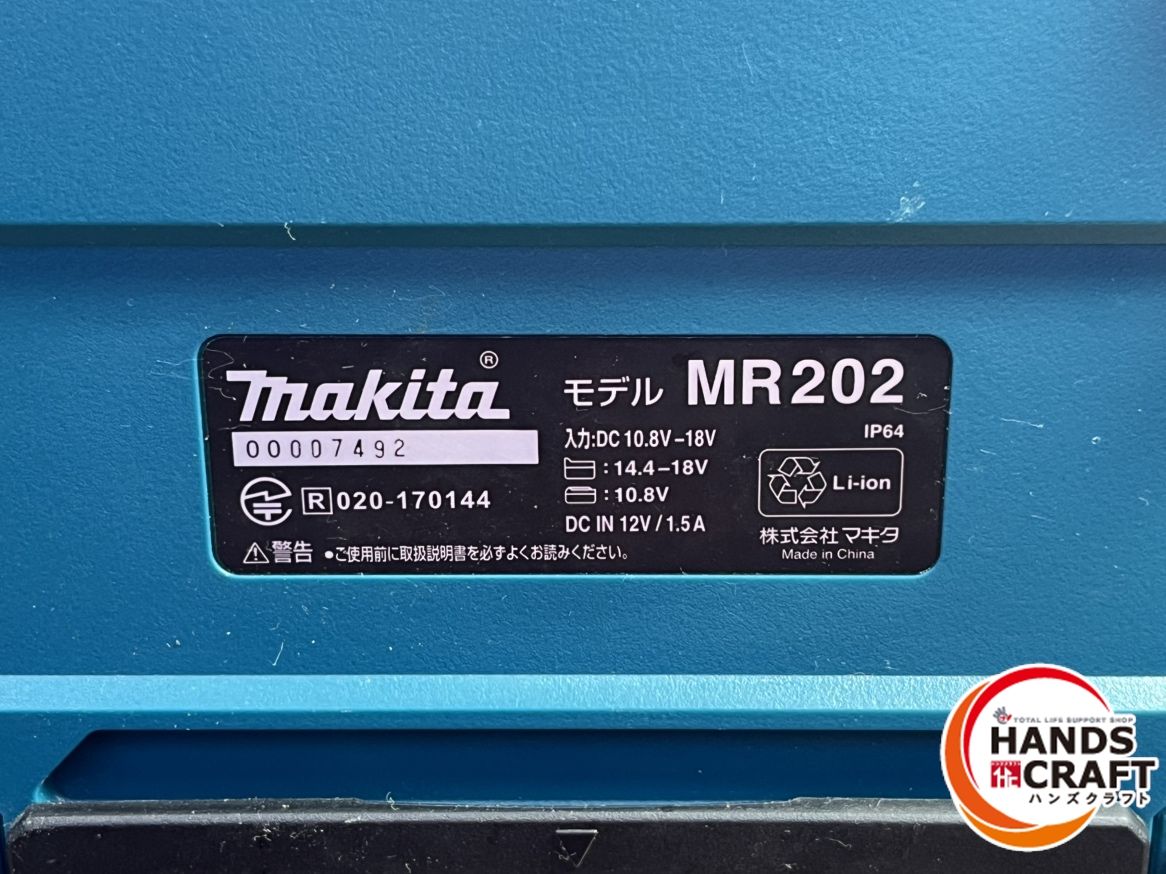 makita®
00007492
R 020-170144
⚠警告 ●ご使用前に取扱説明書を必ずよくお読みください。
モデル MR202
入力:DC 10.8V-18V
: 14.4-18V
: 10.8V
DC IN 12V / 1.5 A
IP64
Li-ion
株式会社 マキタ
Made in China
TOTAL LIFE SUPPORT SHOP
HANDS
CRAFT
ハンズクラフト